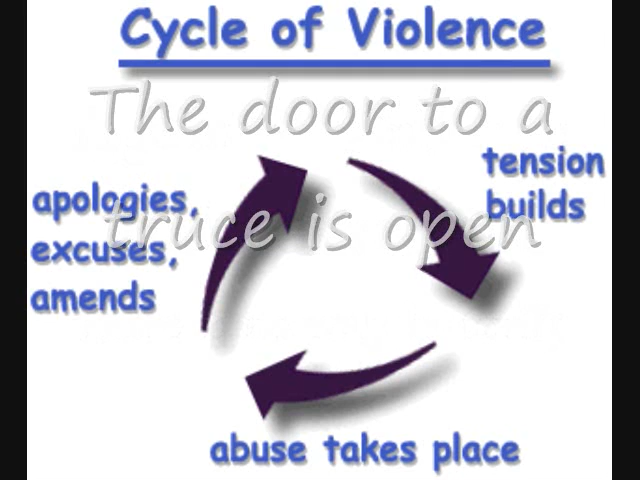 Cycle of Violence
The door to a
tension
builds
apologies,
excuses,
amends
truce is open
abuse takes place